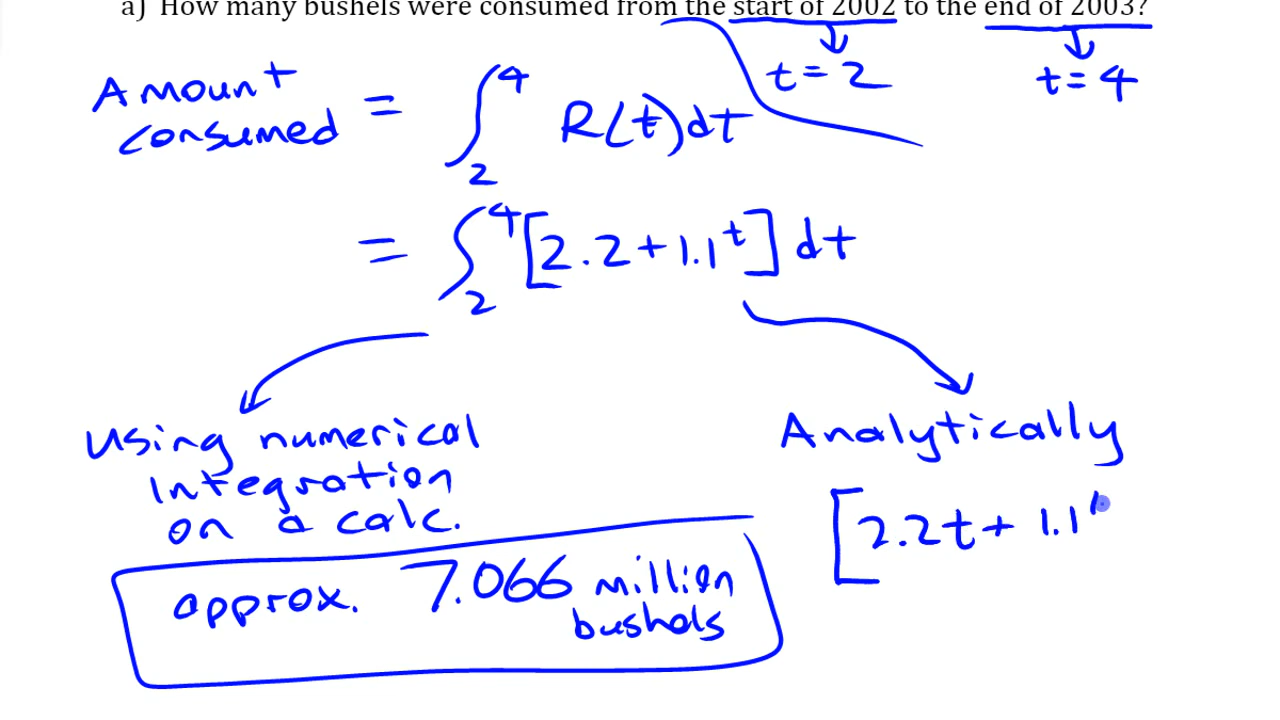 a) How many bushels were consumed from the start of 2002 to the end of 2003?
t = 2
t = 4
Amount consumed = ∫₂⁴ R(t)dt
= ∫₂⁴ [2.2 + 1.1ᵗ] dt
Using numerical
integration
on a calc.
approx. 7.066 million
bushels
Analytically
[2.2t + 1.1